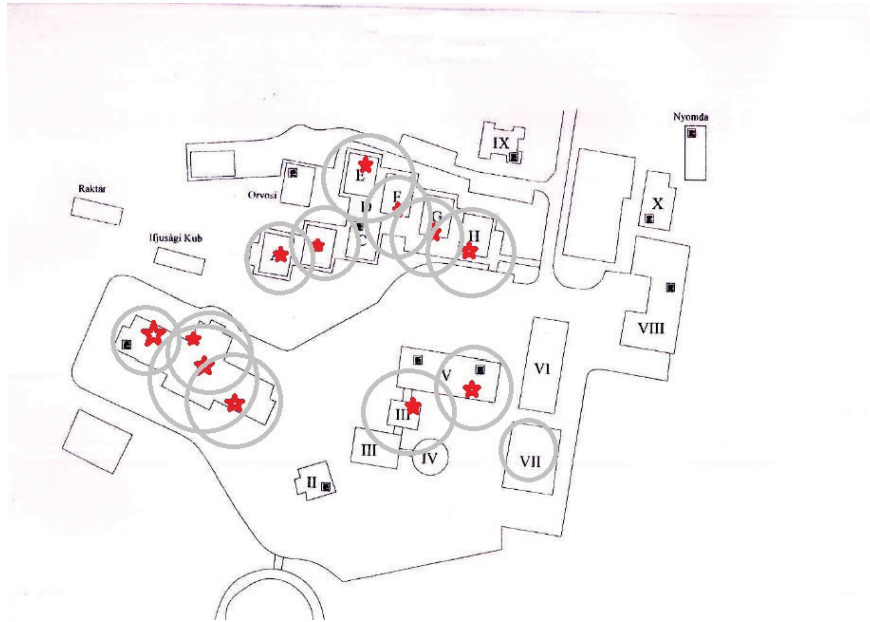 Nyomda
IX
E
Orvosi
X
Raktár
F
D
G
H
Ifjusági Kub
C
A
VIII
VI
V
III
III
IV
VII
II